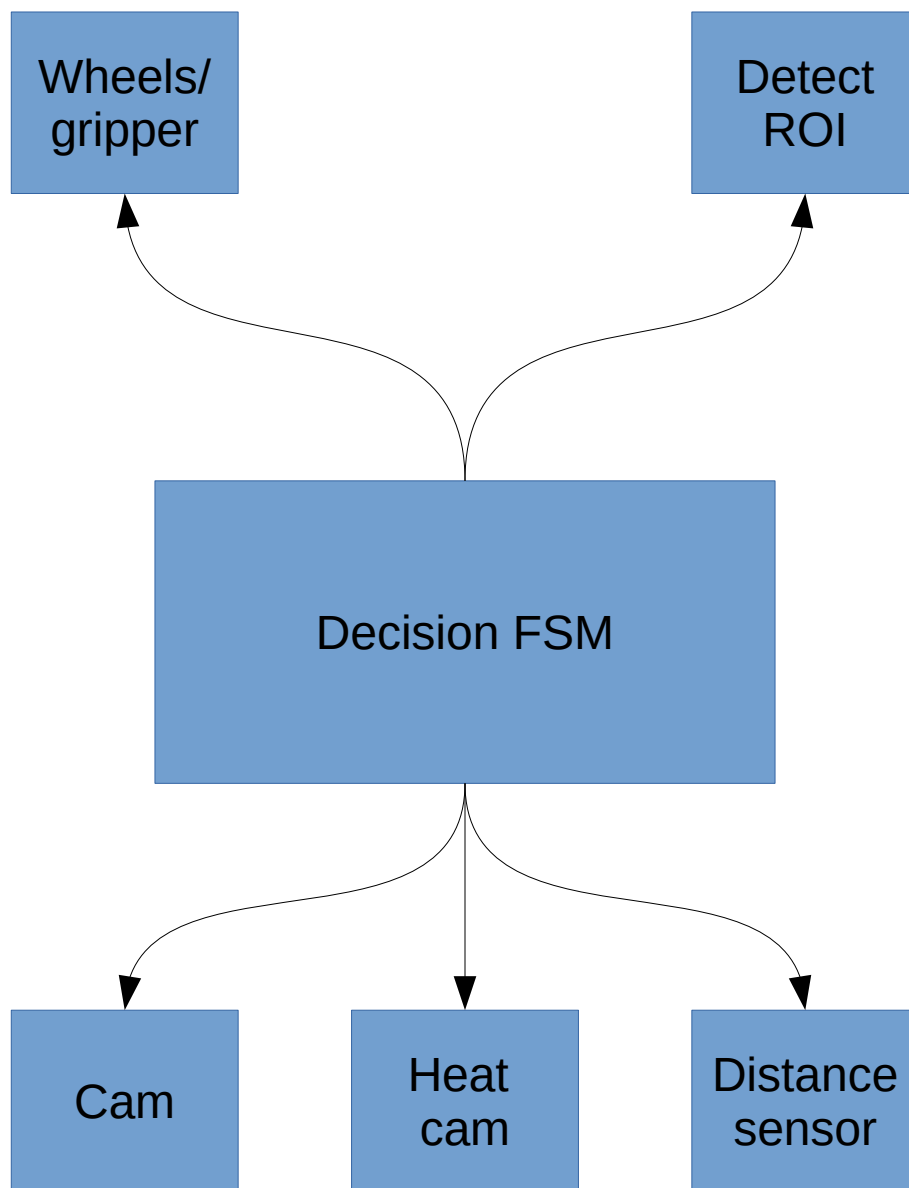 Wheels/
gripper
Detect
ROI
Decision FSM
Cam
Heat
cam
Distance
sensor